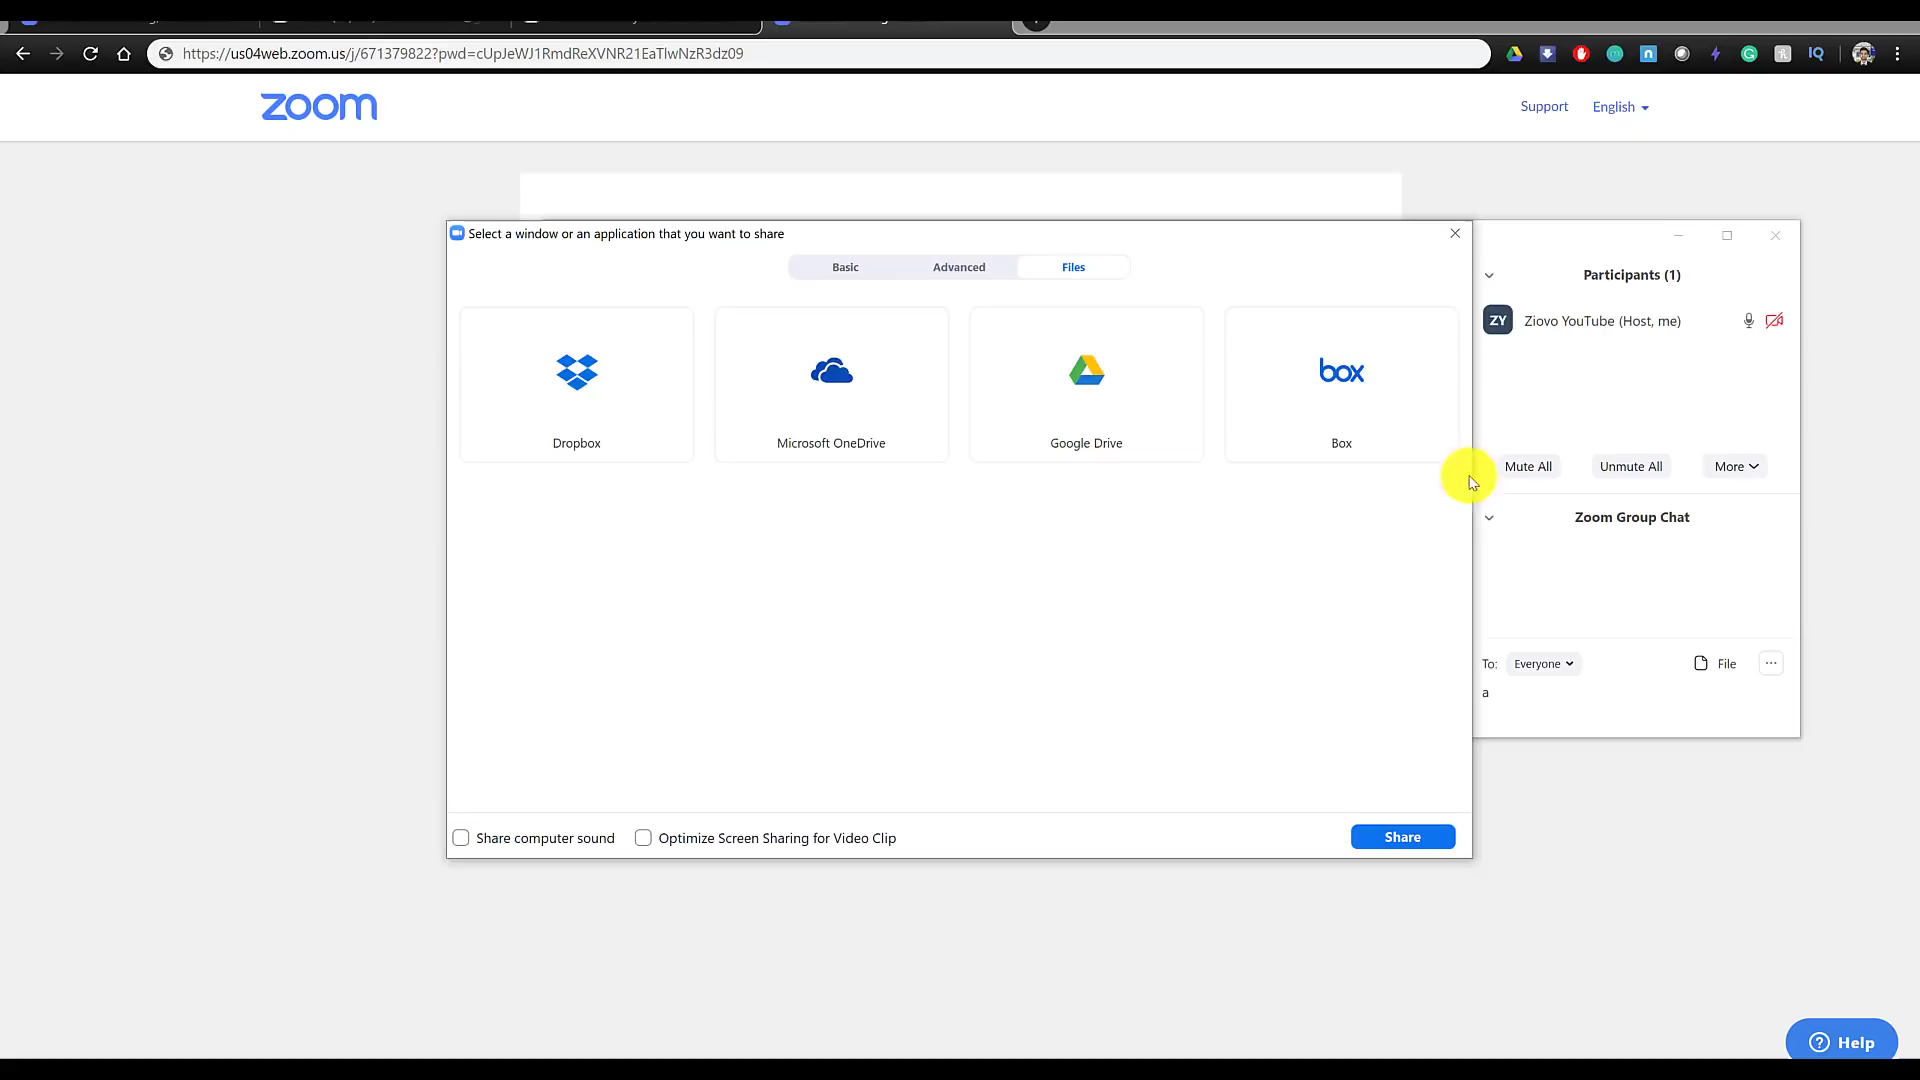 https://us04web.zoom.us/j/671379822?pwd=cUpJeWJ1RmdReXVNR21EaTlwNzR3dz09
zoom
Support
English
Select a window or an application that you want to share
Basic
Advanced
Files
Participants (1)
ZY
Ziovo YouTube (Host, me)
Dropbox
Microsoft OneDrive
Google Drive
box
Box
Mute All
Unmute All
More
Zoom Group Chat
To:
Everyone
File
a
Share computer sound
Optimize Screen Sharing for Video Clip
Share
Help